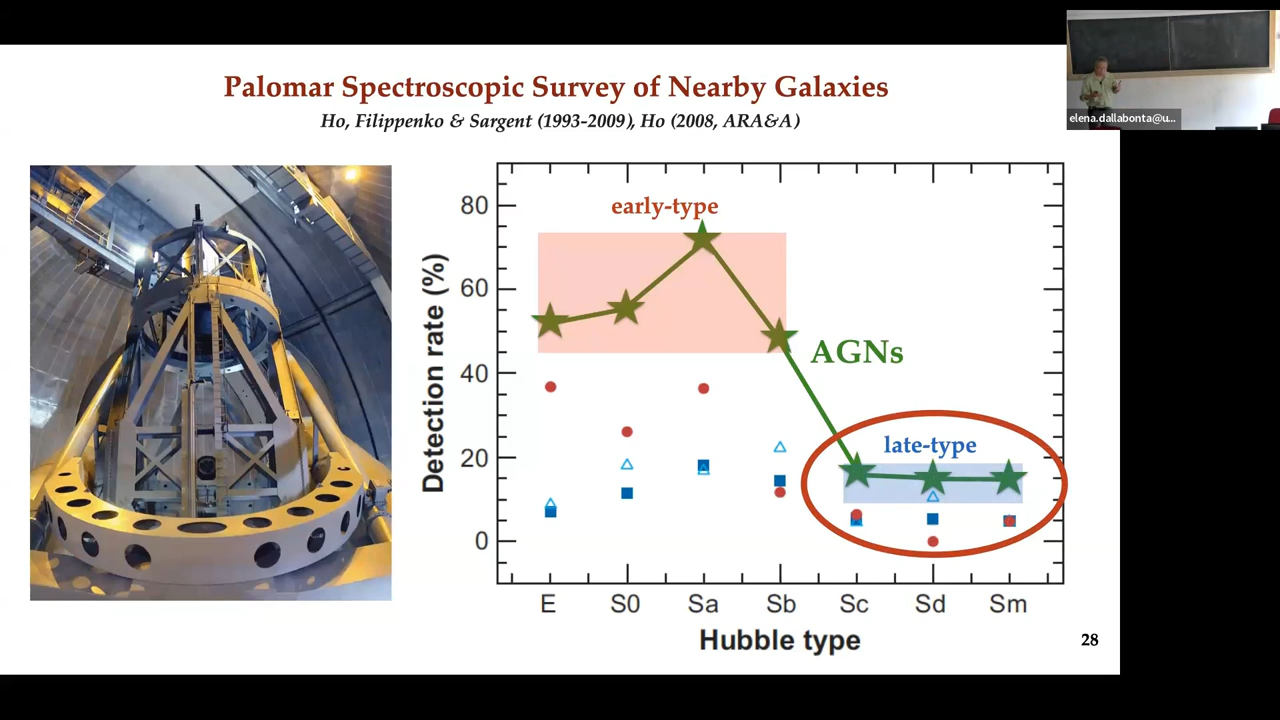 Palomar Spectroscopic Survey of Nearby Galaxies
Ho, Filippenko & Sargent (1993-2009), Ho (2008, ARA&A)
elena.dallabonta@u...
early-type
AGNs
late-type
Detection rate (%)
80
60
40
20
0
E S0 Sa Sb Sc Sd Sm
Hubble type
28